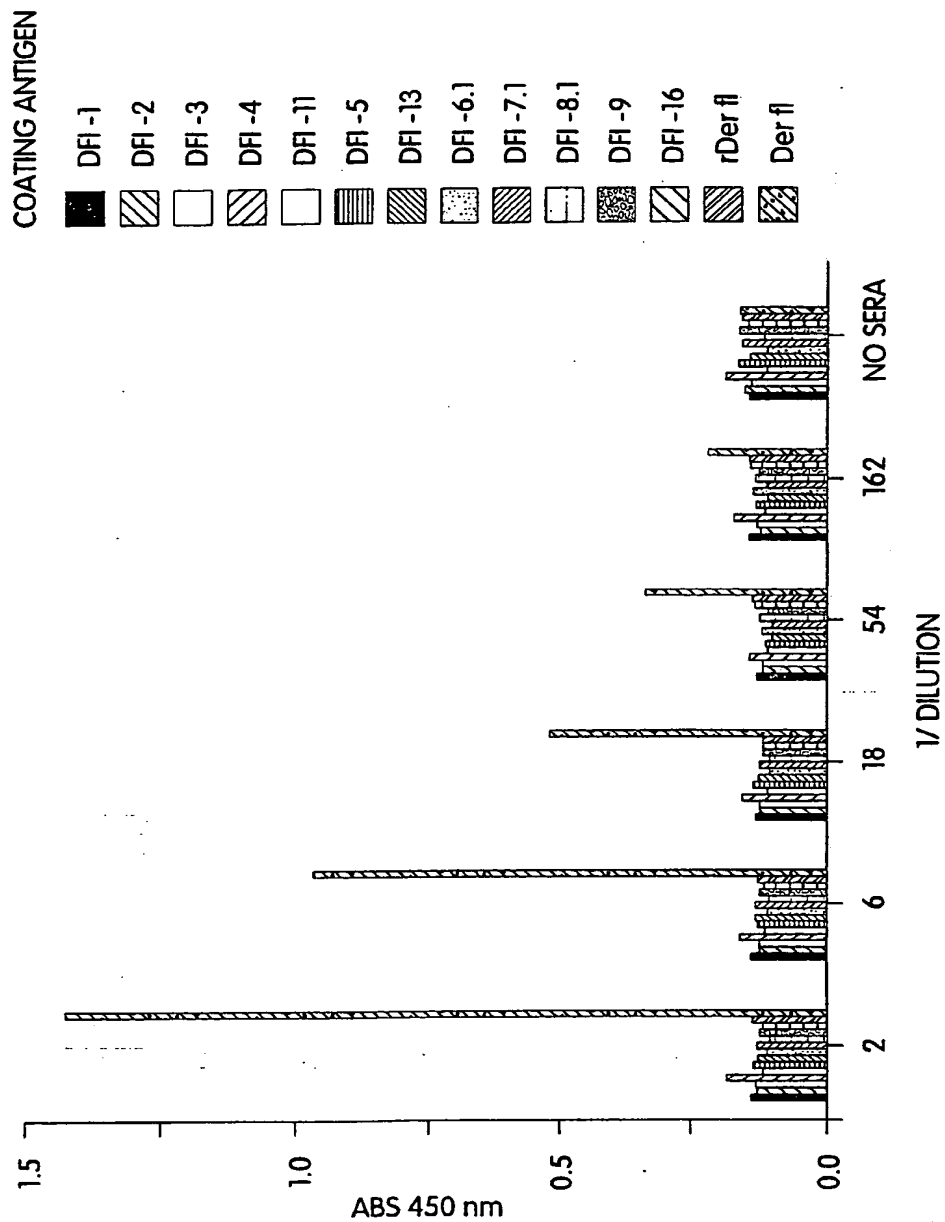 COATING ANTIGEN
DFI -1
DFI -2
DFI -3
DFI -4
DFI -11
DFI -5
DFI -13
DFI -6.1
DFI -7.1
DFI -8.1
DFI -9
DFI -16
rDer fI
Der fI
ABS 450 nm
1.5
1.0
0.5
0.0
2
6
18
54
162
NO SERA
1/ DILUTION